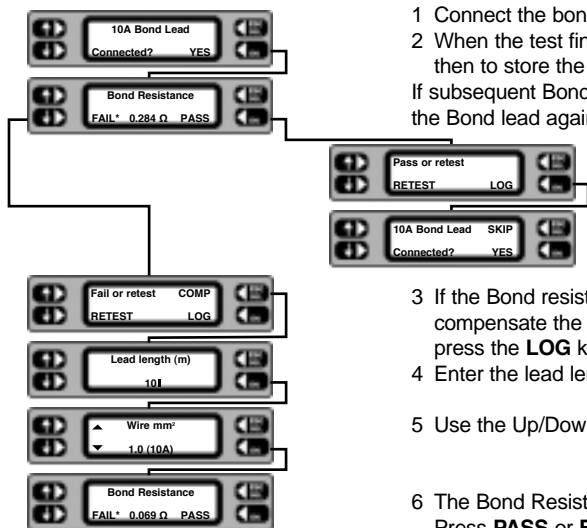 10A Bond Lead
Connected? YES
Bond Resistance
FAIL* 0.284 Ω PASS
1 Connect the bon
2 When the test fin
then to store the
If subsequent Bond
the Bond lead agai
Pass or retest
RETEST LOG
10A Bond Lead SKIP
Connected? YES
Fail or retest COMP
RETEST LOG
Lead length (m)
10
Wire mm²
1.0 (10A)
Bond Resistance
FAIL* 0.069 Ω PASS
3 If the Bond resist
compensate the
press the LOG k
4 Enter the lead le
5 Use the Up/Dow
6 The Bond Resist
Press PASS or